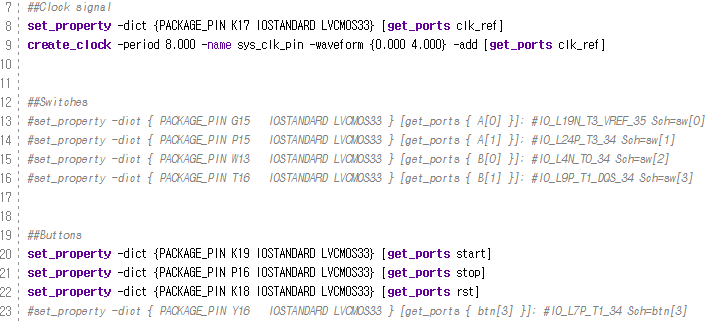 7 ##Clock signal
8 set_property -dict {PACKAGE_PIN K17 IOSTANDARD LVCMOS33} [get_ports clk_ref]
9 create_clock -period 8.000 -name sys_clk_pin -waveform {0.000 4.000} -add [get_ports clk_ref]
10
11
12 ##Switches
13 #set_property -dict { PACKAGE_PIN G15   IOSTANDARD LVCMOS33 } [get_ports { A[0] }]; #IO_L19N_T3_VREF_35 Sch=sw[0]
14 #set_property -dict { PACKAGE_PIN P15   IOSTANDARD LVCMOS33 } [get_ports { A[1] }]; #IO_L24P_T3_34 Sch=sw[1]
15 #set_property -dict { PACKAGE_PIN W13   IOSTANDARD LVCMOS33 } [get_ports { B[0] }]; #IO_L4N_T0_34 Sch=sw[2]
16 #set_property -dict { PACKAGE_PIN T16   IOSTANDARD LVCMOS33 } [get_ports { B[1] }]; #IO_L9P_T1_DQS_34 Sch=sw[3]
17
18
19 ##Buttons
20 set_property -dict {PACKAGE_PIN K19 IOSTANDARD LVCMOS33} [get_ports start]
21 set_property -dict {PACKAGE_PIN P16 IOSTANDARD LVCMOS33} [get_ports stop]
22 set_property -dict {PACKAGE_PIN K18 IOSTANDARD LVCMOS33} [get_ports rst]
23 #set_property -dict { PACKAGE_PIN Y16   IOSTANDARD LVCMOS33 } [get_ports { btn[3] }]; #IO_L7P_T1_34 Sch=btn[3]